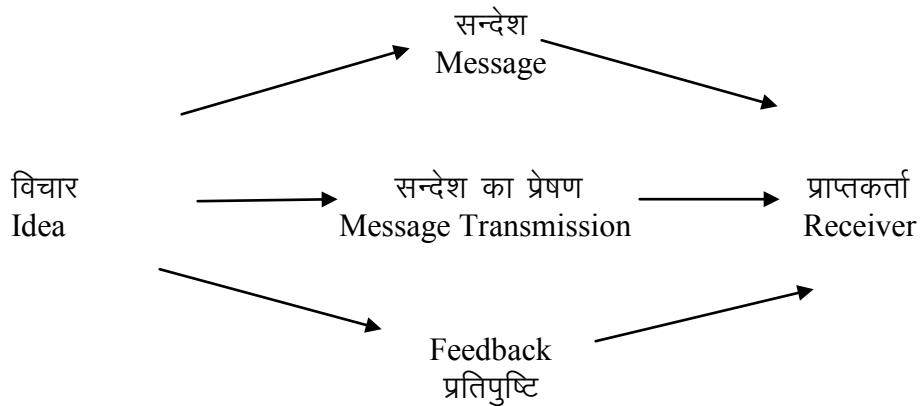 सन्देश
Message
विचार
Idea
सन्देश का प्रेषण
Message Transmission
प्राप्तकर्ता
Receiver
Feedback
प्रतिपुष्टि